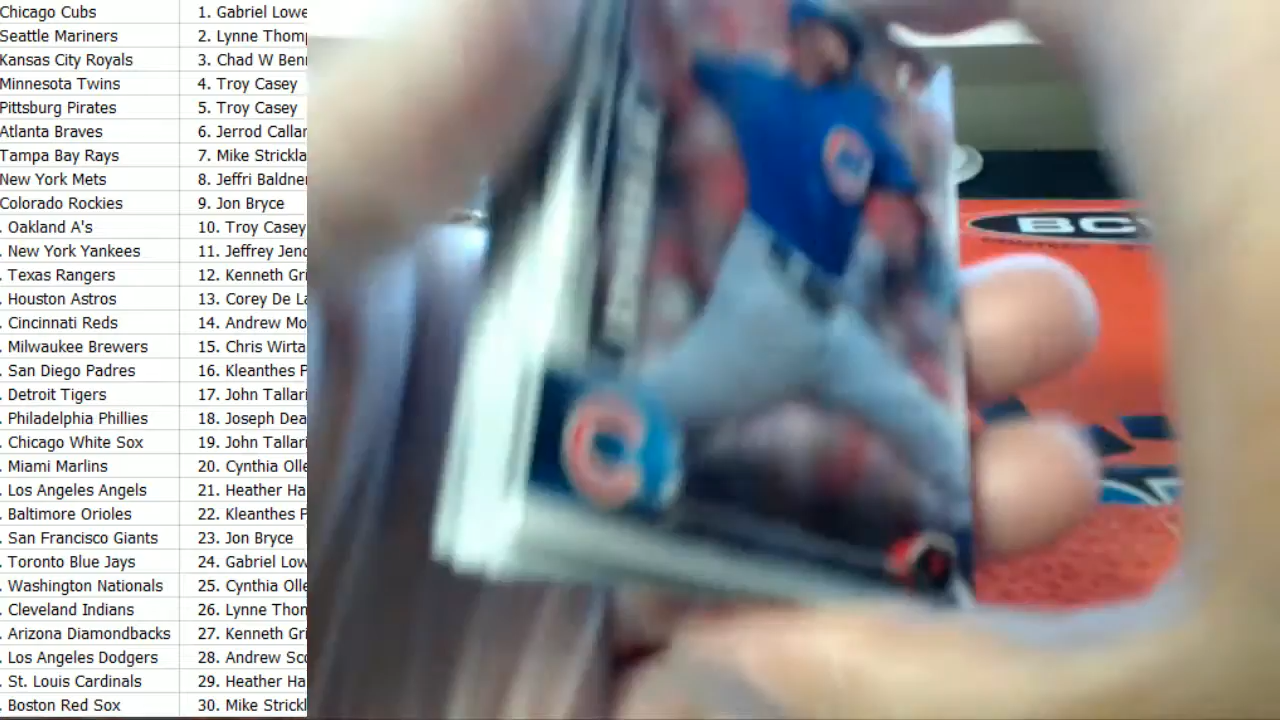 Chicago Cubs 1. Gabriel Lowe
Seattle Mariners 2. Lynne Thom
Kansas City Royals 3. Chad W Ben
Minnesota Twins 4. Troy Casey
Pittsburg Pirates 5. Troy Casey
Atlanta Braves 6. Jerrod Callar
Tampa Bay Rays 7. Mike Strickla
New York Mets 8. Jeffri Baldne
Colorado Rockies 9. Jon Bryce
. Oakland A's 10. Troy Casey
. New York Yankees 11. Jeffrey Jend
. Texas Rangers 12. Kenneth Gri
. Houston Astros 13. Corey De La
. Cincinnati Reds 14. Andrew Mo
. Milwaukee Brewers 15. Chris Wirta
. San Diego Padres 16. Kleanthes P
. Detroit Tigers 17. John Tallari
. Philadelphia Phillies 18. Joseph Dea
. Chicago White Sox 19. John Tallari
. Miami Marlins 20. Cynthia Olle
. Los Angeles Angels 21. Heather Ha
. Baltimore Orioles 22. Kleanthes P
. San Francisco Giants 23. Jon Bryce
. Toronto Blue Jays 24. Gabriel Low
. Washington Nationals 25. Cynthia Olle
. Cleveland Indians 26. Lynne Thon
. Arizona Diamondbacks 27. Kenneth Gri
. Los Angeles Dodgers 28. Andrew Sco
. St. Louis Cardinals 29. Heather Ha
. Boston Red Sox 30. Mike Strickl
BC
C